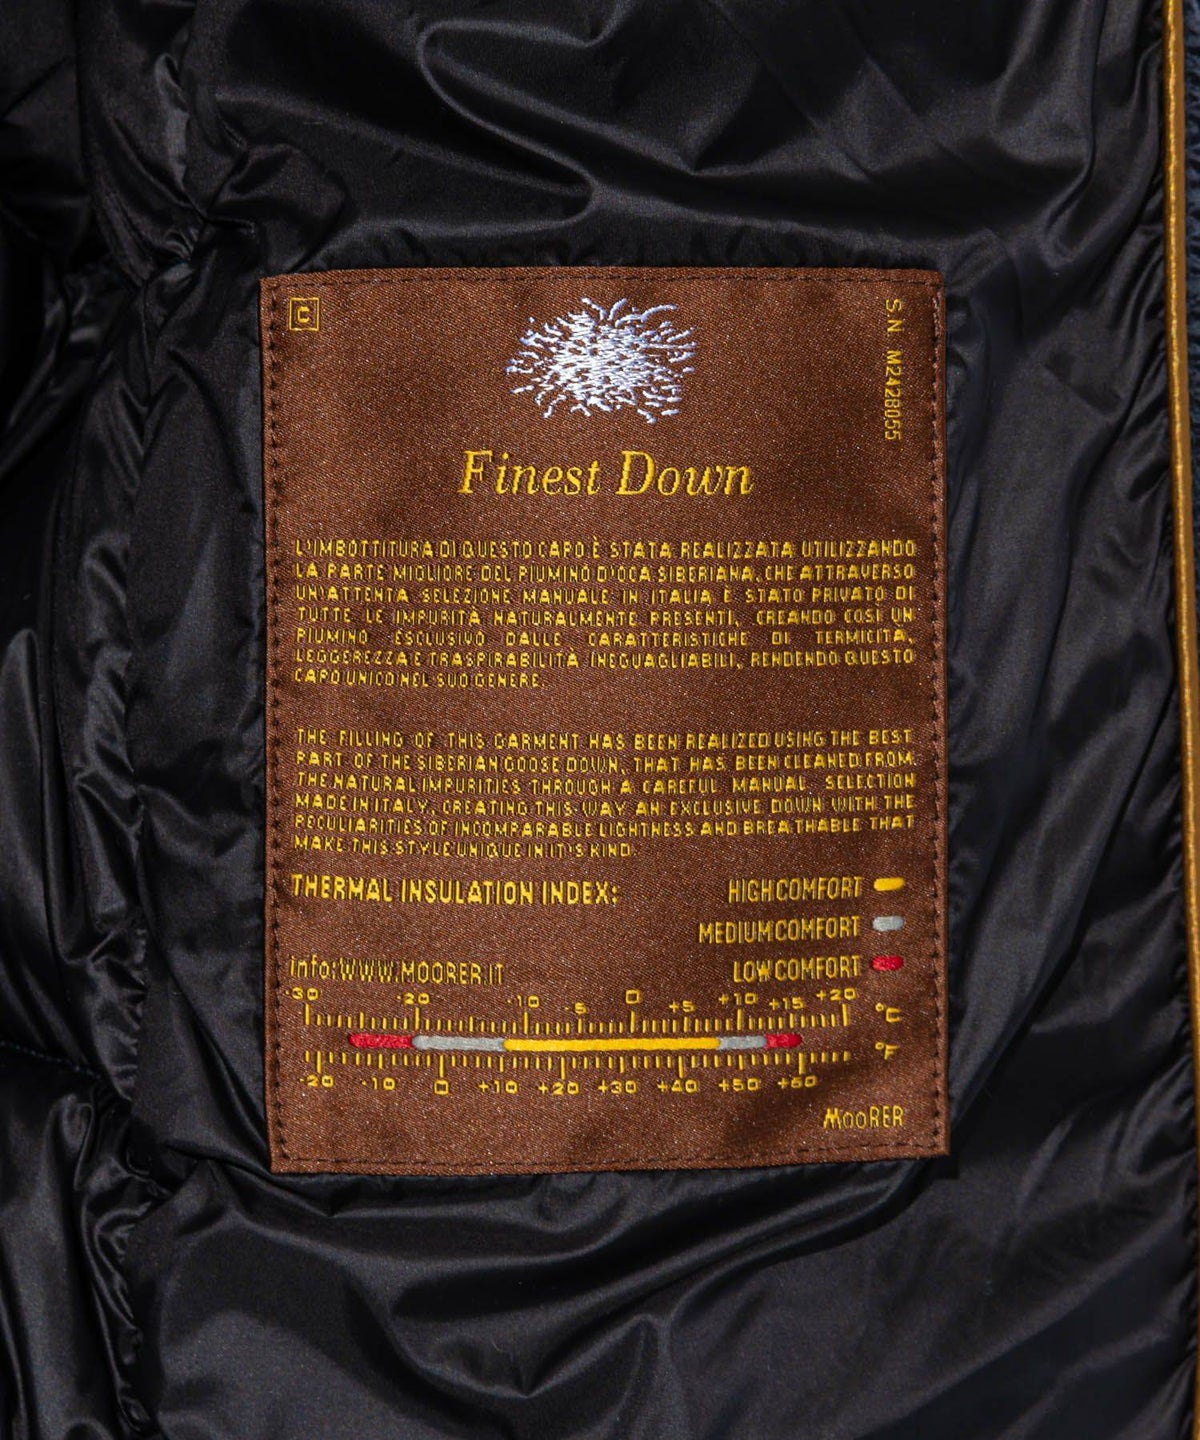 C
S.N. M2428055
Finest Down
L'IMBOTTITURA DI QUESTO CAPO È STATA REALIZZATA UTILIZZANDO
LA PARTE MIGLIORE DEL PIUMINO D'OCA SIBERIANA, CHE ATTRAVERSO
UN'ATTENTA SELEZIONE MANUALE IN ITALIA È STATO PRIVATO DI
TUTTE LE IMPURITÀ NATURALMENTE PRESENTI, CREANDO COSÌ UN
PIUMINO ESCLUSIVO DALLE CARATTERISTICHE DI TERMICITÀ,
LEGGEREZZA E TRASPIRABILITÀ INEGUAGLIABILI, RENDENDO QUESTO
CAPO UNICO NEL SUO GENERE.
THE FILLING OF THIS GARMENT HAS BEEN REALIZED USING THE BEST
PART OF THE SIBERIAN GOOSE DOWN, THAT HAS BEEN CLEANED FROM
THE NATURAL IMPURITIES THROUGH A CAREFUL MANUAL SELECTION
MADE IN ITALY, CREATING THIS WAY AN EXCLUSIVE DOWN WITH THE
PECULIARITIES OF INCOMPARABLE LIGHTNESS AND BREATHABLE THAT
MAKE THIS STYLE UNIQUE IN IT'S KIND.
THERMAL INSULATION INDEX: HIGH COMFORT
MEDIUM COMFORT
info: WWW.MOORER.IT LOW COMFORT
-30 -20 -10 -5 0 +5 +10 +15 +20 °C
-20 -10 0 +10 +20 +30 +40 +50 +60 °F
MOORER